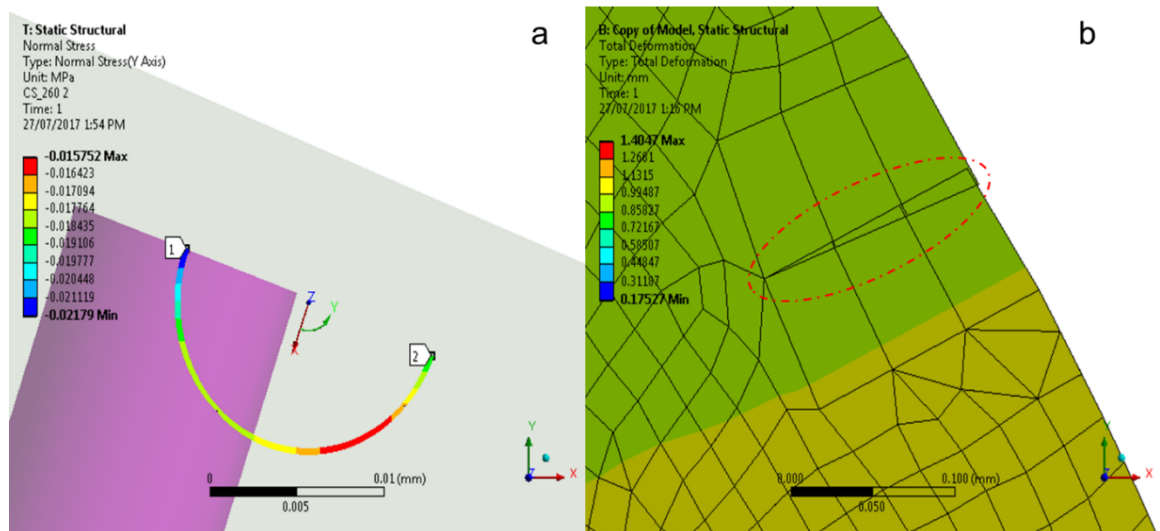 T: Static Structural
Normal Stress
Type: Normal Stress(Y Axis)
Unit: MPa
CS_260 2
Time: 1
27/07/2017 1:54 PM
-0.015752 Max
-0.016423
-0.017094
-0.017764
-0.018435
-0.019106
-0.019777
-0.020448
-0.021119
-0.02179 Min
a
1
2
Z
Y
X
Y
X
Z
0
0.01 (mm)
0.005
B: Copy of Model, Static Structural
Total Deformation
Type: Total Deformation
Unit: mm
Time: 1
27/07/2017 1:16 PM
1.4047 Max
1.2681
1.1315
0.99487
0.85827
0.72167
0.58507
0.44847
0.31187
0.17527 Min
b
Y
X
Z
0.000
0.100 (mm)
0.050